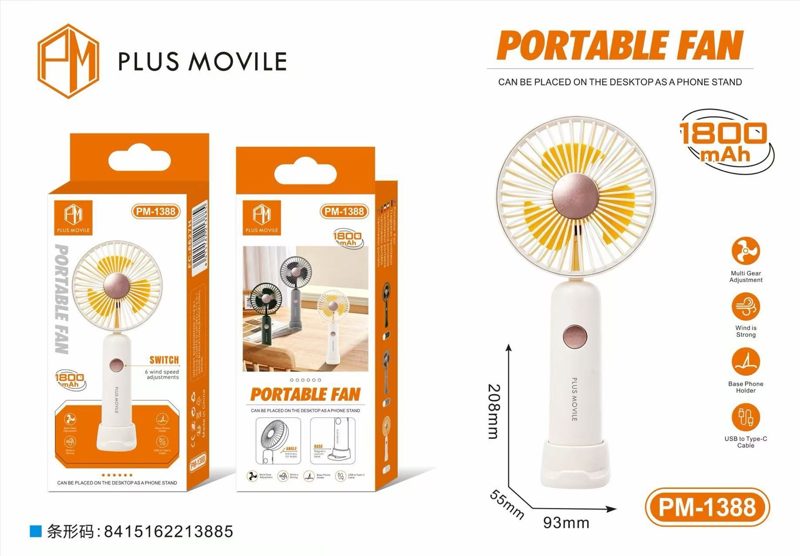 PM
PLUS MOVILE
PORTABLE FAN
CAN BE PLACED ON THE DESKTOP AS A PHONE STAND
1800
mAh
PM
PLUS MOVILE
PM-1388
PORTABLE FAN
SWITCH
6 wind speed
adjustments
1800
mAh
PM-1388
CAN BE PLACED ON THE DESKTOP AS A PHONE STAND
PM
PLUS MOVILE
PM-1388
1800
mAh
PORTABLE FAN
CAN BE PLACED ON THE DESKTOP AS A PHONE STAND
ANGLE
BASE
PLUS MOVILE
Multi Gear
Adjustment
Wind is
Strong
Base Phone
Holder
USB to Type-C
Cable
208mm
55mm
93mm
PM-1388
条形码:8415162213885